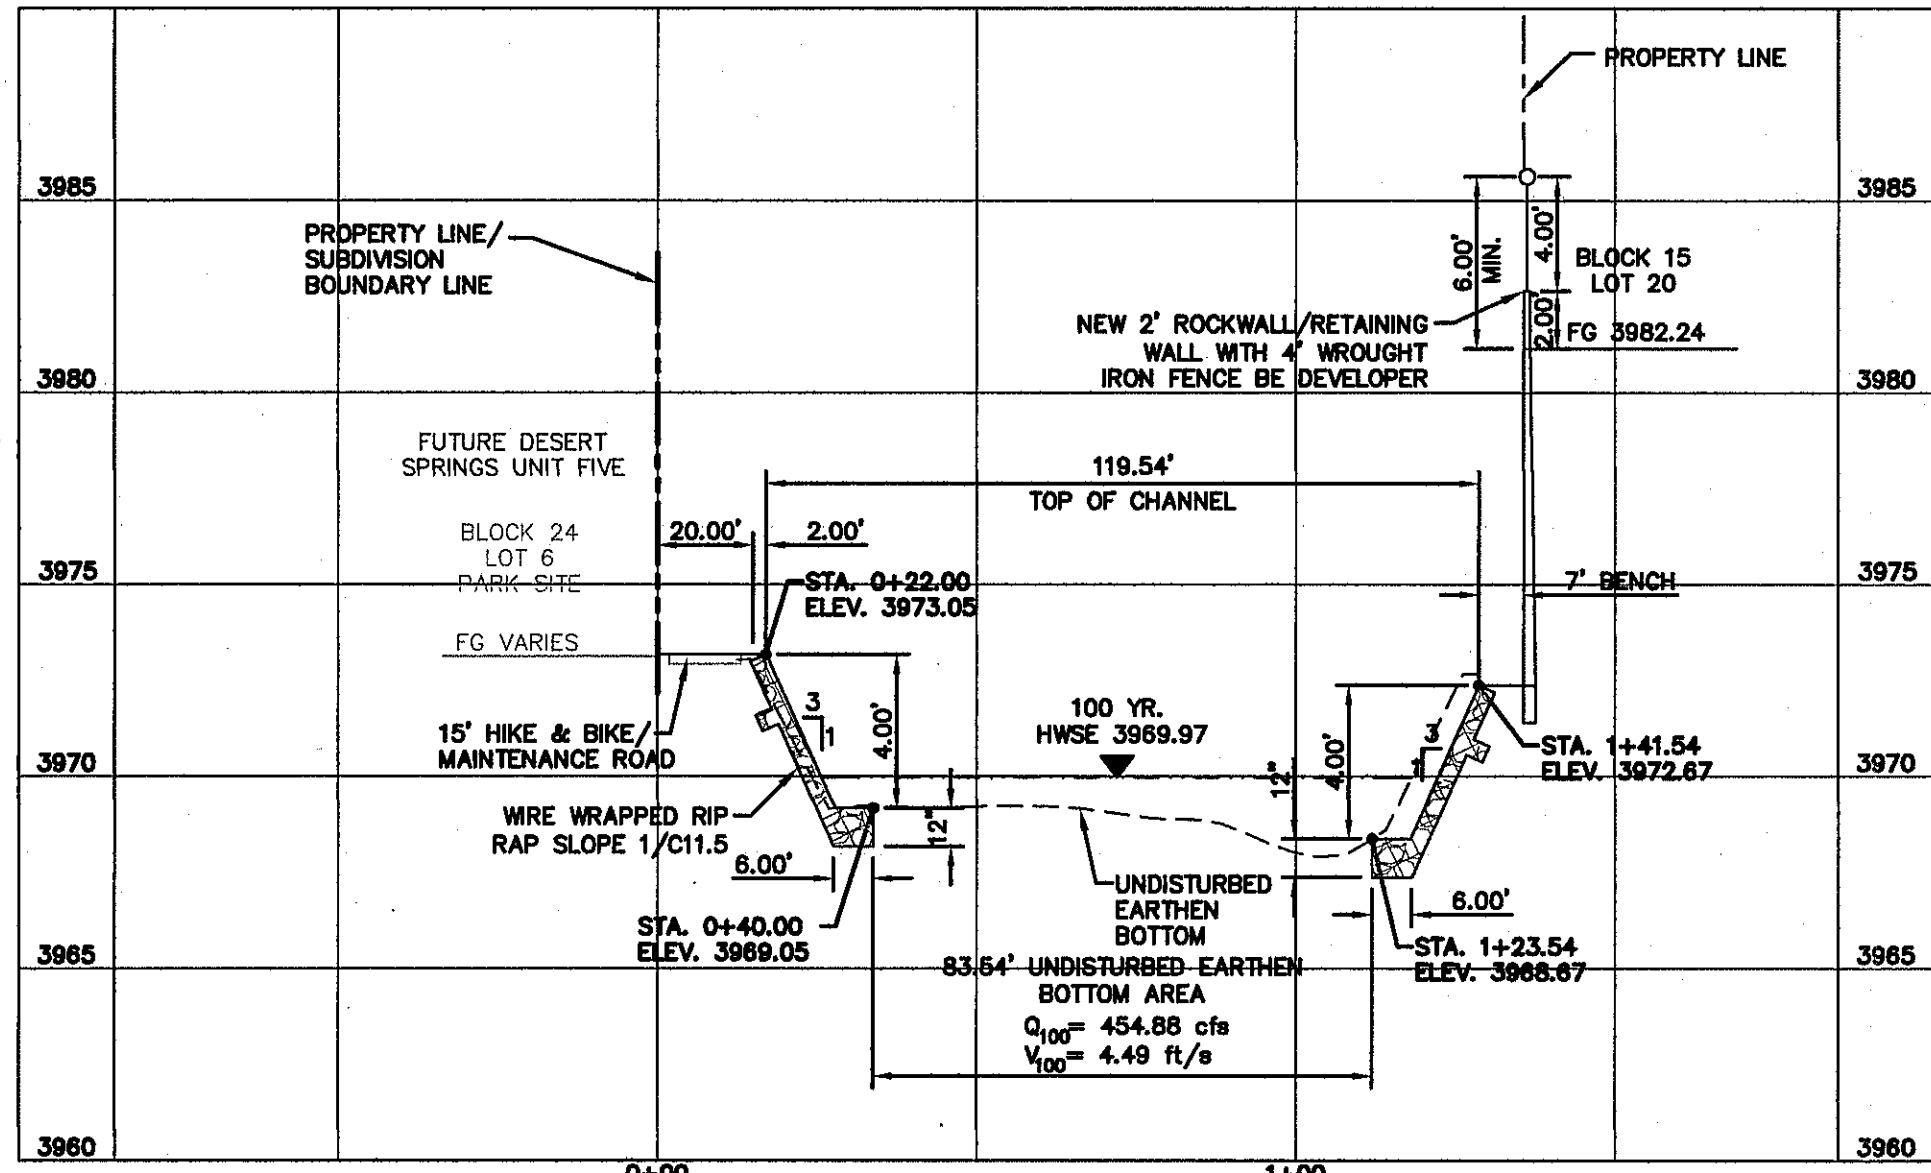 PROPERTY LINE
3985
3985
PROPERTY LINE/
SUBDIVISION
BOUNDARY LINE
6.00'
MIN.
4.00'
2.00'
BLOCK 15
LOT 20
FG 3982.24
NEW 2' ROCKWALL/RETAINING
WALL WITH 4' WROUGHT
IRON FENCE BE DEVELOPER
3980
3980
FUTURE DESERT
SPRINGS UNIT FIVE
119.54'
TOP OF CHANNEL
BLOCK 24
LOT 6
PARK SITE
20.00'
2.00'
3975
3975
STA. 0+22.00
ELEV. 3973.05
7' BENCH
FG VARIES
3
1
4.00'
15' HIKE & BIKE/
MAINTENANCE ROAD
100 YR.
HWSE 3969.97
12"
4.00'
3
1
STA. 1+41.54
ELEV. 3972.67
3970
3970
WIRE WRAPPED RIP
RAP SLOPE 1/C11.5
12"
6.00'
UNDISTURBED
EARTHEN
BOTTOM
6.00'
STA. 0+40.00
ELEV. 3969.05
STA. 1+23.54
ELEV. 3968.67
3965
3965
83.54' UNDISTURBED EARTHEN
BOTTOM AREA
Q100= 454.88 cfs
V100= 4.49 ft/s
3960
3960
0+00
1+00